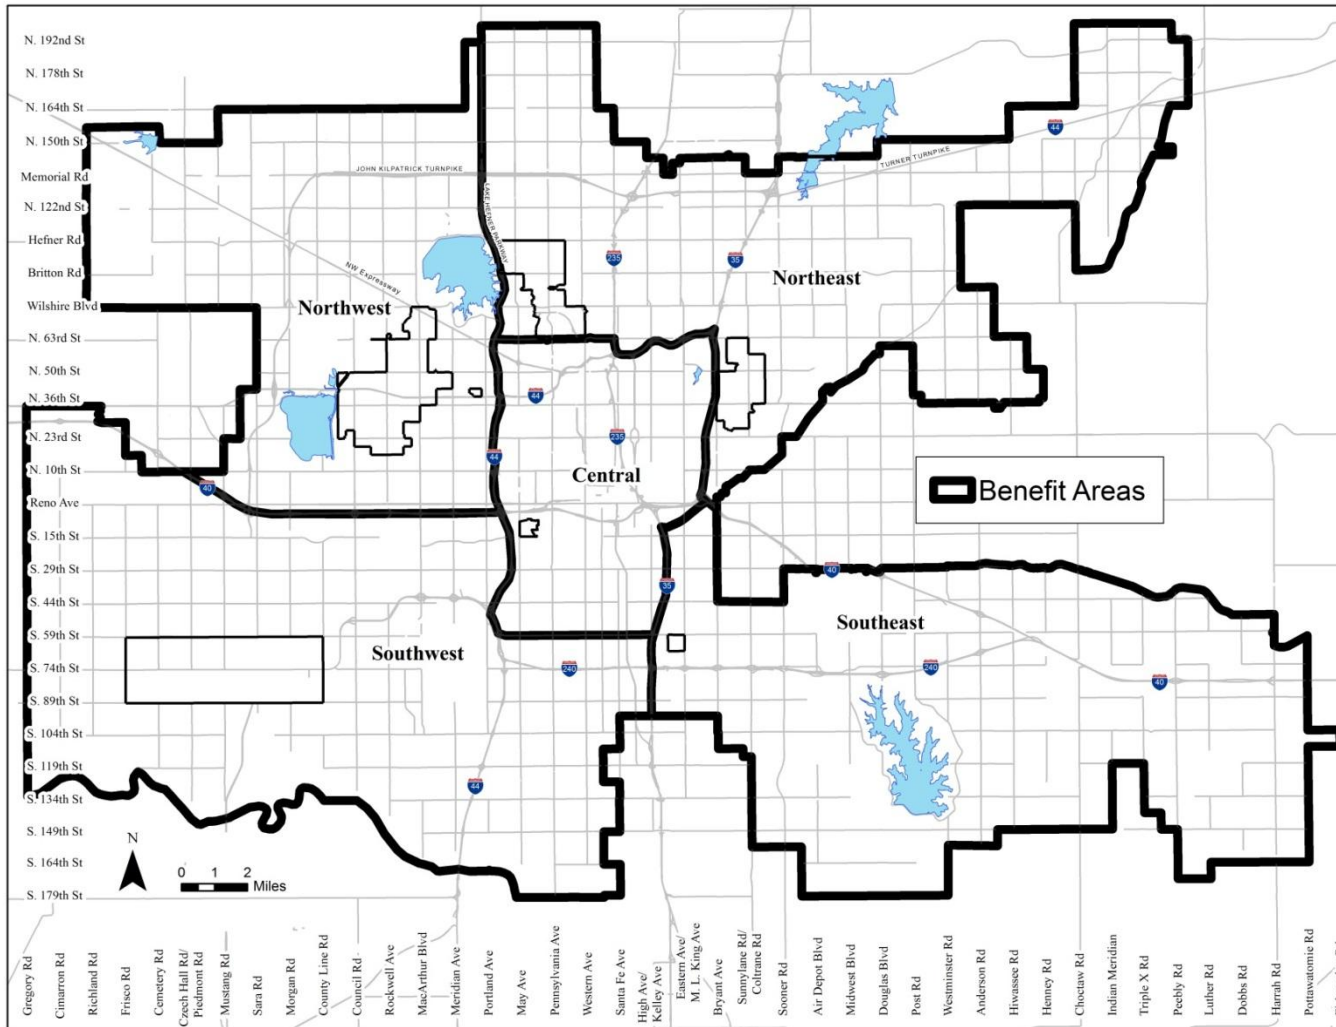 N. 192nd St
N. 178th St
N. 164th St
N. 150th St
Memorial Rd
N. 122nd St
Hefner Rd
Britton Rd
Wilshire Blvd
N. 63rd St
N. 50th St
N. 36th St
N. 23rd St
N. 10th St
Reno Ave
S. 15th St
S. 29th St
S. 44th St
S. 59th St
S. 74th St
S. 89th St
S. 104th St
S. 119th St
S. 134th St
S. 149th St
S. 164th St
S. 179th St
JOHN KILPATRICK TURNPIKE
LAKE HEFNER PARKWAY
TURNER TURNPIKE
NW Expressway
44
235
35
Northwest
Northeast
44
235
44
40
Central
Benefit Areas
35
40
Southwest
Southeast
240
240
40
44
N
0 1 2
Miles
Gregory Rd
Cimarron Rd
Richland Rd
Frisco Rd
Cemetery Rd
Czech Hall Rd/
Piedmont Rd
Mustang Rd
Sara Rd
Morgan Rd
County Line Rd
Council Rd
Rockwell Ave
MacArthur Blvd
Meridian Ave
Portland Ave
May Ave
Pennsylvania Ave
Western Ave
Santa Fe Ave
High Ave/
Kelley Ave
Eastern Ave/
M. L. King Ave
Bryant Ave
Sunnylane Rd/
Coltrane Rd
Sooner Rd
Air Depot Blvd
Midwest Blvd
Douglas Blvd
Post Rd
Westminster Rd
Anderson Rd
Hiwassee Rd
Henney Rd
Choctaw Rd
Indian Meridian
Triple X Rd
Peebly Rd
Luther Rd
Dobbs Rd
Harrah Rd
Pottawatomie Rd